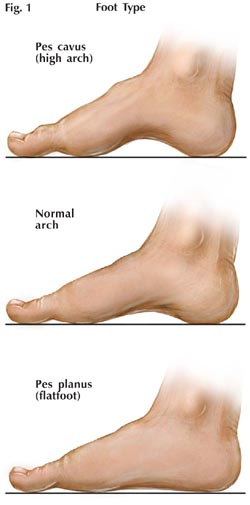 Fig. 1 Foot Type
Pes cavus
(high arch)
Normal
arch
Pes planus
(flatfoot)